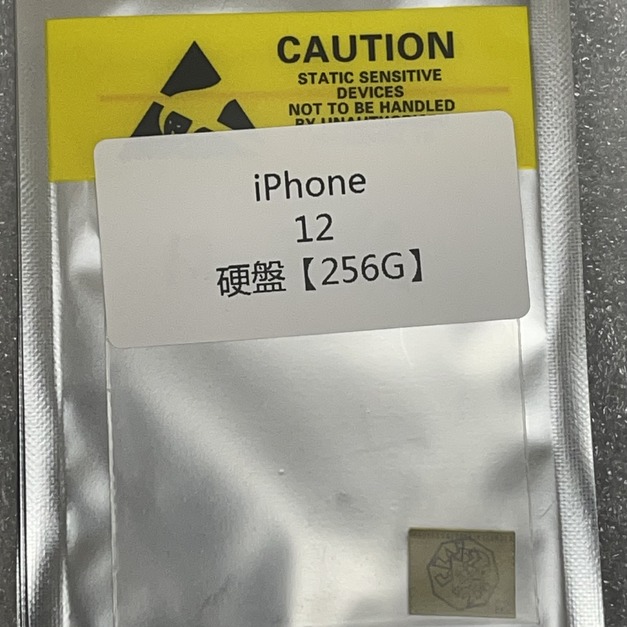 CAUTION
STATIC SENSITIVE
DEVICES
NOT TO BE HANDLED
iPhone
12
硬盤【256G】